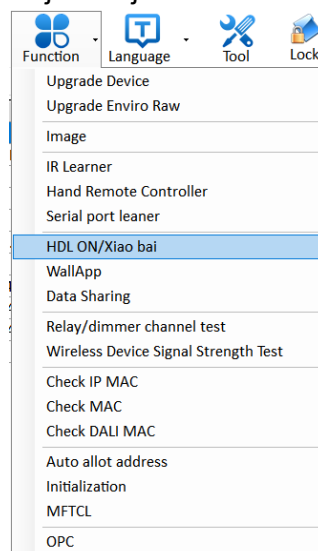 Function Language Tool Lock
Upgrade Device
Upgrade Enviro Raw
Image
IR Learner
Hand Remote Controller
Serial port leaner
HDL ON/Xiao bai
WallApp
Data Sharing
Relay/dimmer channel test
Wireless Device Signal Strength Test
Check IP MAC
Check MAC
Check DALI MAC
Auto allot address
Initialization
MFTCL
OPC